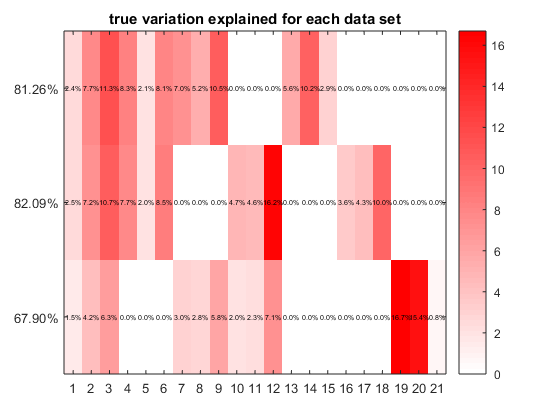 true variation explained for each data set
81.26% 2.4% 7.7% 11.3% 8.3% 2.1% 8.1% 7.0% 5.2% 10.5% 0.0% 0.0% 0.0% 5.6% 10.2% 2.9% 0.0% 0.0% 0.0% 0.0% 0.0% 0.0%
82.09% 2.5% 7.2% 10.7% 7.7% 2.0% 8.5% 0.0% 0.0% 0.0% 4.7% 4.6% 16.2% 0.0% 0.0% 0.0% 3.6% 4.3% 10.0% 0.0% 0.0% 0.0%
67.90% 1.5% 4.2% 6.3% 0.0% 0.0% 0.0% 3.0% 2.8% 5.8% 2.0% 2.3% 7.1% 0.0% 0.0% 0.0% 0.0% 0.0% 0.0% 16.7% 15.4% 0.8%
1 2 3 4 5 6 7 8 9 10 11 12 13 14 15 16 17 18 19 20 21
16
14
12
10
8
6
4
2
0